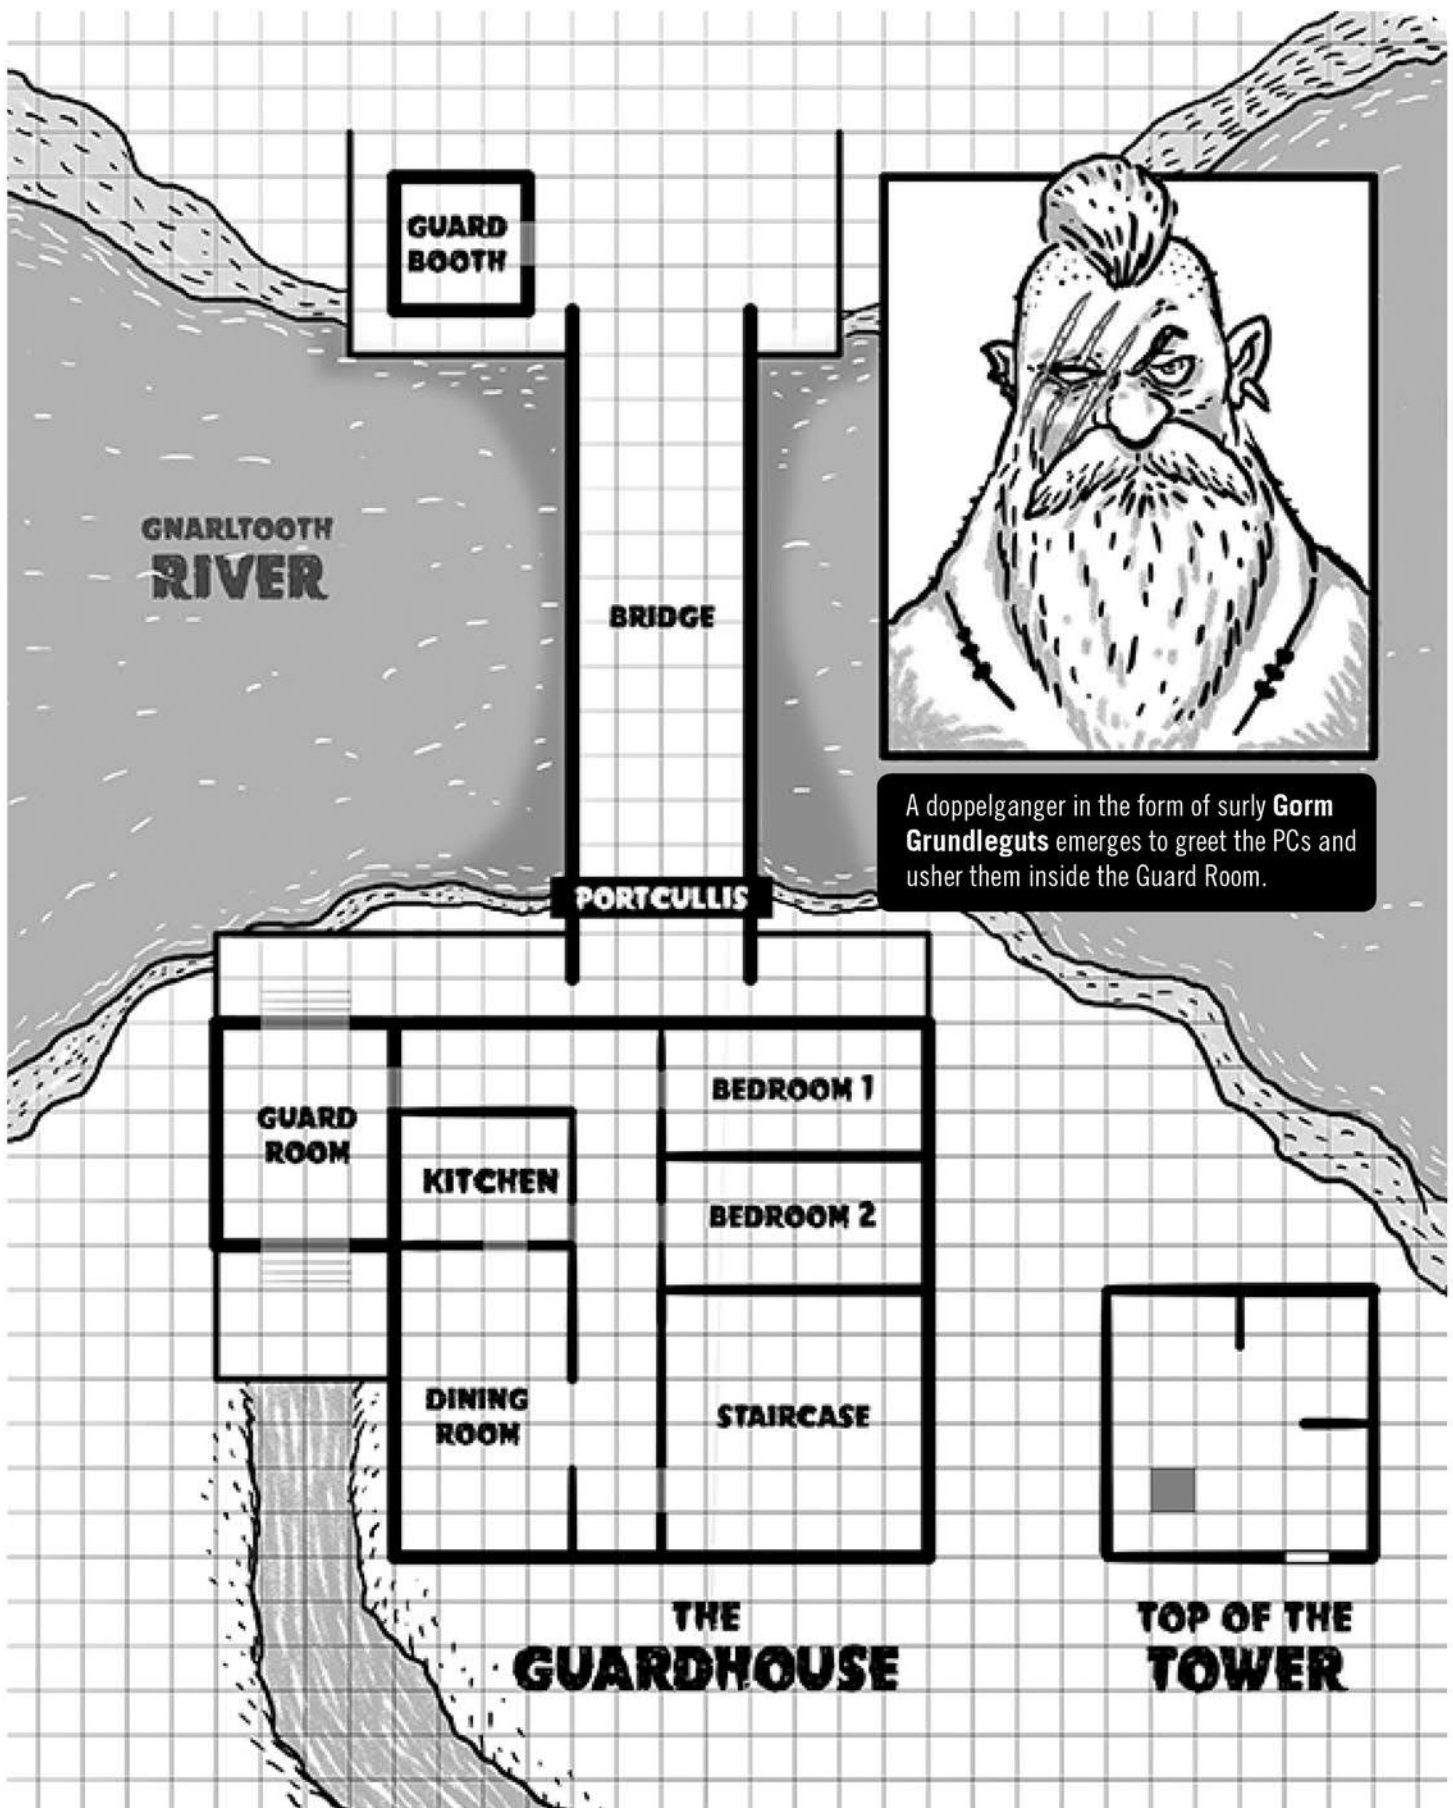 GUARD
BOOTH
GNARLTOOTH
RIVER
BRIDGE
A doppelganger in the form of surly Gorm
Grundleguts emerges to greet the PCs and
usher them inside the Guard Room.
PORTCULLIS
BEDROOM 1
GUARD
ROOM
KITCHEN
BEDROOM 2
DINING
ROOM
STAIRCASE
THE
GUARDHOUSE
TOP OF THE
TOWER